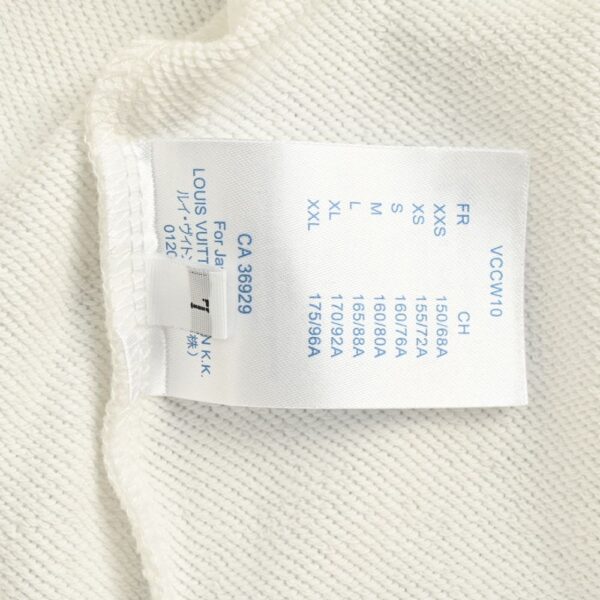 VCCW10
FR CH
XXS 150/68A
XS 155/72A
S 160/76A
M 160/80A
L 165/88A
XL 170/92A
XXL 175/96A
CA 36929
For Ja
LOUIS VUITT N K.K.
ルイ・ヴィトン 株)
0120
L